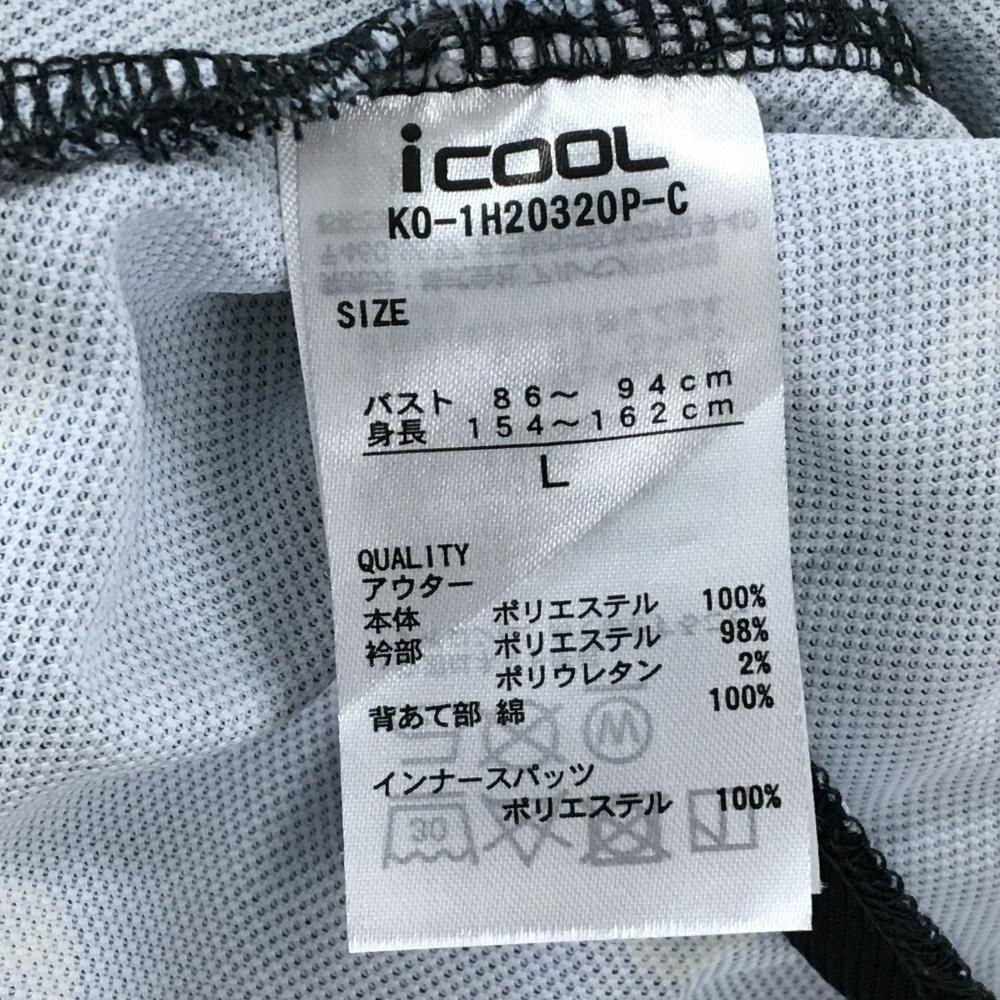 iCOOL
KO-1H20320P-C
SIZE
バスト 86～ 94cm
身長 154～162cm
L
QUALITY
アウター
本体 ポリエステル 100%
衿部 ポリエステル 98%
ポリウレタン 2%
背あて部 綿 100%
インナースパッツ
ポリエステル 100%
30
W